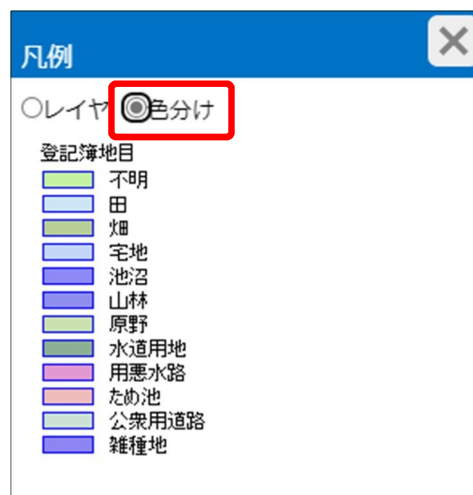 凡例
レイヤ 色分け
登記簿地目
不明
田
畑
宅地
池沼
山林
原野
水道用地
用悪水路
ため池
公衆用道路
雑種地